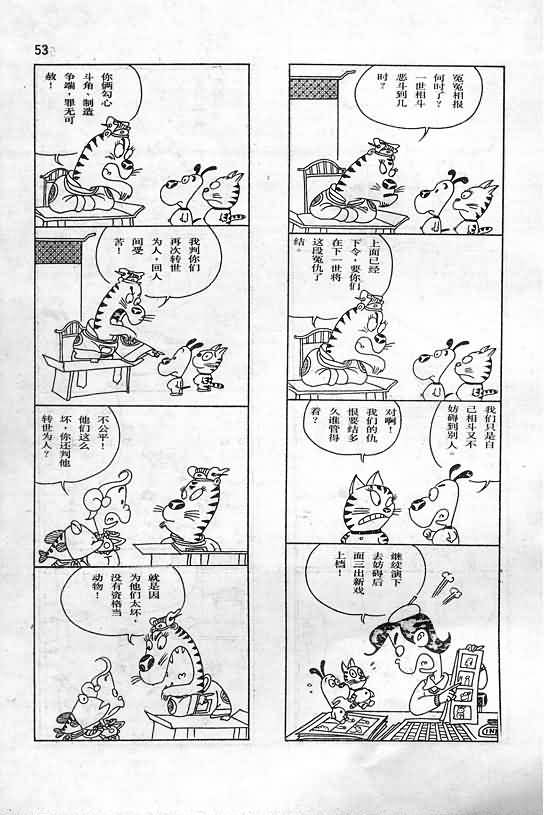 53
冤冤相报
何时了？
一世相斗
恶斗到几
时？
上面已经
下令，要你们
在下一世将
这段冤仇了
结。
我们只是自
己相斗又不
妨碍到别人。
对啊！
我们的仇
恨要结多
久谁管得
着？
继续演下
去妨碍后
面三出新戏
上档！
你俩勾心
斗角、制造
争端，罪无可
赦！
我判你们
再次转世
为人，回人
间受
苦！
不公平！
他们这么
坏，你还判他
转世为人？
就是因
为他们太坏，
没有资格当
动物！